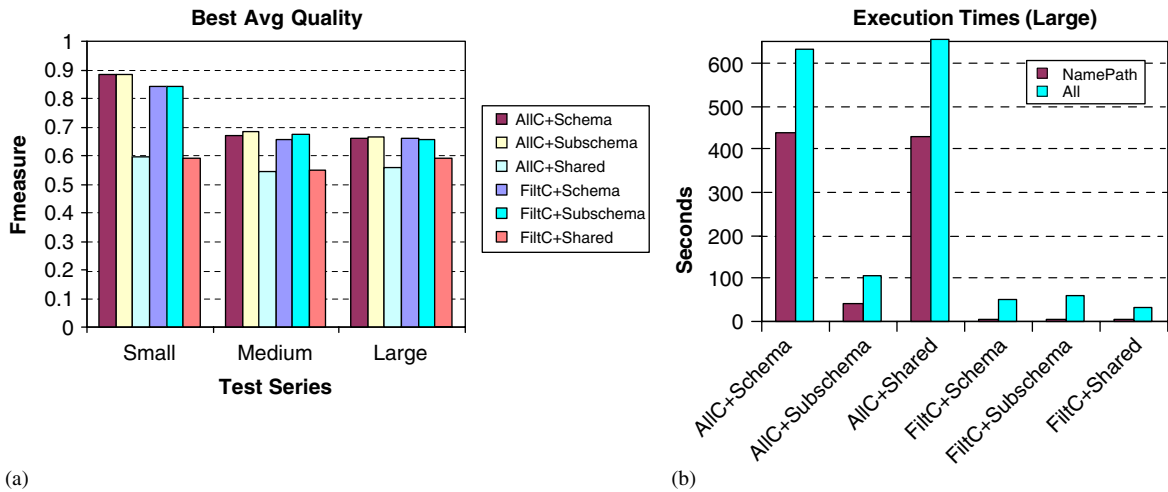 Best Avg Quality
1
0.9
0.8
0.7
0.6
0.5
0.4
0.3
0.2
0.1
0
Fmeasure
Small Medium Large
Test Series
AllC+Schema
AllC+Subschema
AllC+Shared
FiltC+Schema
FiltC+Subschema
FiltC+Shared
(a)
Execution Times (Large)
600
500
400
300
200
100
0
Seconds
NamePath
All
AllC+Schema
AllC+Subschema
AllC+Shared
FiltC+Schema
FiltC+Subschema
FiltC+Shared
(b)